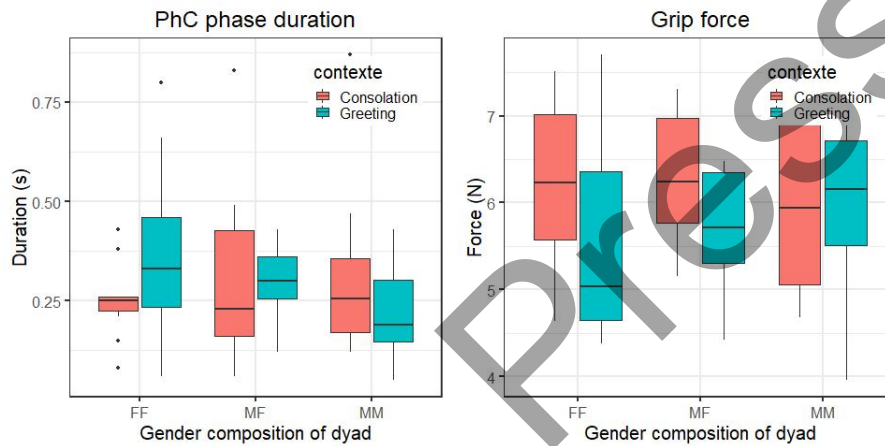 PhC phase duration
contexte
Consolation
Greeting
0.75
0.50
0.25
Duration (s)
FF MF MM
Gender composition of dyad
Grip force
contexte
Consolation
Greeting
7
6
5
4
Force (N)
FF MF MM
Gender composition of dyad
Press